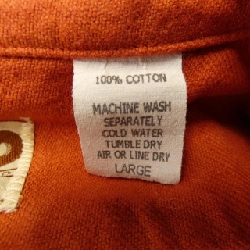 100% COTTON
MACHINE WASH
SEPARATELY
COLD WATER
TUMBLE DRY
AIR OR LINE DRY
LARGE